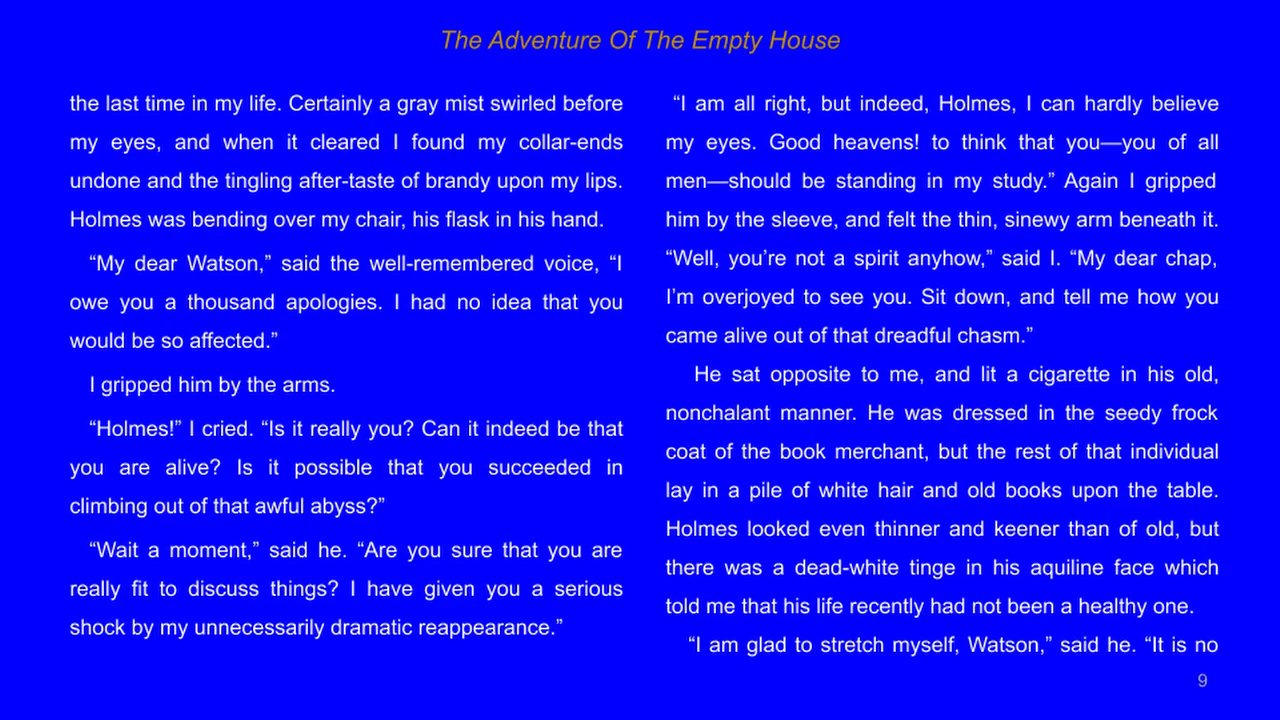 The Adventure Of The Empty House
the last time in my life. Certainly a gray mist swirled before
my eyes, and when it cleared I found my collar-ends
undone and the tingling after-taste of brandy upon my lips.
Holmes was bending over my chair, his flask in his hand.
“My dear Watson,” said the well-remembered voice, “I
owe you a thousand apologies. I had no idea that you
would be so affected.”
I gripped him by the arms.
“Holmes!” I cried. “Is it really you? Can it indeed be that
you are alive? Is it possible that you succeeded in
climbing out of that awful abyss?”
“Wait a moment,” said he. “Are you sure that you are
really fit to discuss things? I have given you a serious
shock by my unnecessarily dramatic reappearance.”
“I am all right, but indeed, Holmes, I can hardly believe
my eyes. Good heavens! to think that you—you of all
men—should be standing in my study.” Again I gripped
him by the sleeve, and felt the thin, sinewy arm beneath it.
“Well, you’re not a spirit anyhow,” said I. “My dear chap,
I’m overjoyed to see you. Sit down, and tell me how you
came alive out of that dreadful chasm.”
He sat opposite to me, and lit a cigarette in his old,
nonchalant manner. He was dressed in the seedy frock
coat of the book merchant, but the rest of that individual
lay in a pile of white hair and old books upon the table.
Holmes looked even thinner and keener than of old, but
there was a dead-white tinge in his aquiline face which
told me that his life recently had not been a healthy one.
“I am glad to stretch myself, Watson,” said he. “It is no
9